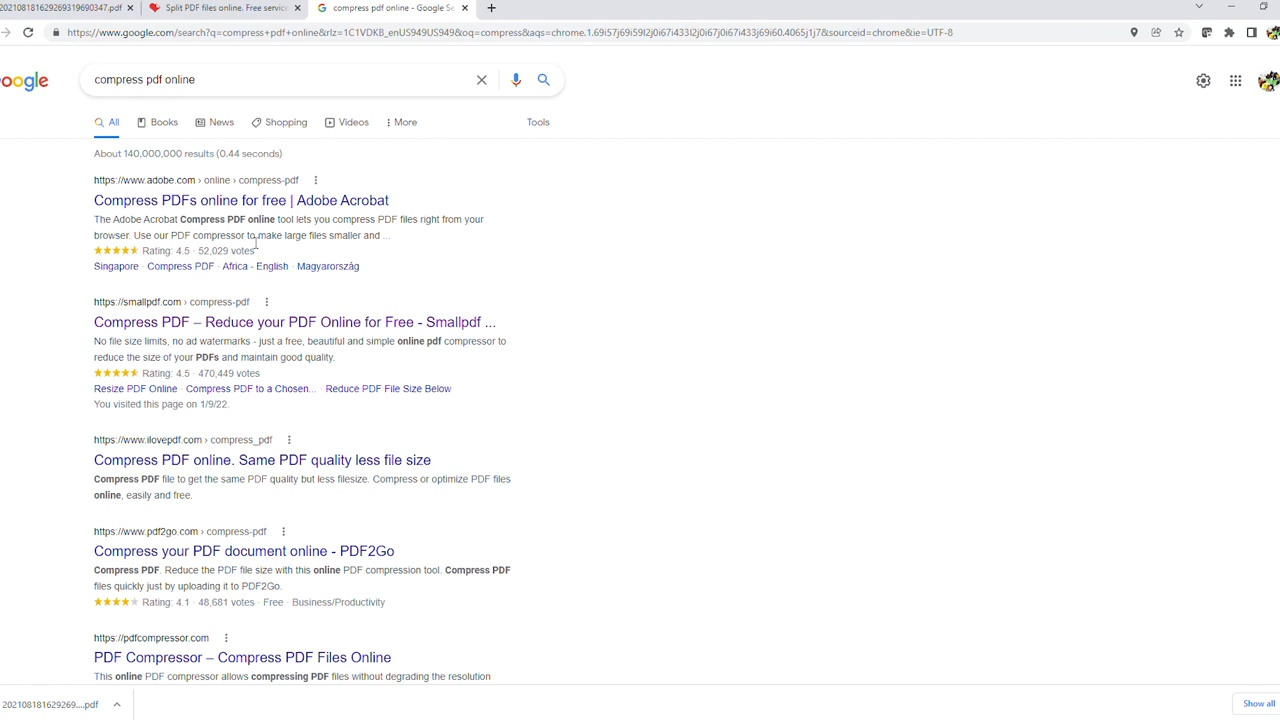 20210818162926931969034​7.pdf
Split PDF files online. Free service
compress pdf online - Google Se
https://www.google.com/search?q=compress+pdf+online&rlz=1C1VDKB_enUS949US949&oq=compress&aqs=chrome.1.69i57j69i59l2j0i67i433l2j0i67j0i67i433j69i60.4065j1j7&sourceid=chrome&ie=UTF-8
oogle
compress pdf online
All
Books
News
Shopping
Videos
More
Tools
About 140,000,000 results (0.44 seconds)
https://www.adobe.com › online › compress-pdf
Compress PDFs online for free | Adobe Acrobat
The Adobe Acrobat Compress PDF online tool lets you compress PDF files right from your
browser. Use our PDF compressor to make large files smaller and ...
Rating: 4.5 · 52,029 votes
Singapore · Compress PDF · Africa - English · Magyarország
https://smallpdf.com › compress-pdf
Compress PDF – Reduce your PDF Online for Free - Smallpdf ...
No file size limits, no ad watermarks - just a free, beautiful and simple online pdf compressor to
reduce the size of your PDFs and maintain good quality.
Rating: 4.5 · 470,449 votes
Resize PDF Online · Compress PDF to a Chosen... · Reduce PDF File Size Below
You visited this page on 1/9/22.
https://www.ilovepdf.com › compress_pdf
Compress PDF online. Same PDF quality less file size
Compress PDF file to get the same PDF quality but less filesize. Compress or optimize PDF files
online, easily and free.
https://www.pdf2go.com › compress-pdf
Compress your PDF document online - PDF2Go
Compress PDF. Reduce the PDF file size with this online PDF compression tool. Compress PDF
files quickly just by uploading it to PDF2Go.
Rating: 4.1 · 48,681 votes · Free · Business/Productivity
https://pdfcompressor.com
PDF Compressor – Compress PDF Files Online
This online PDF compressor allows compressing PDF files without degrading the resolution
202108181629269....pdf
Show all